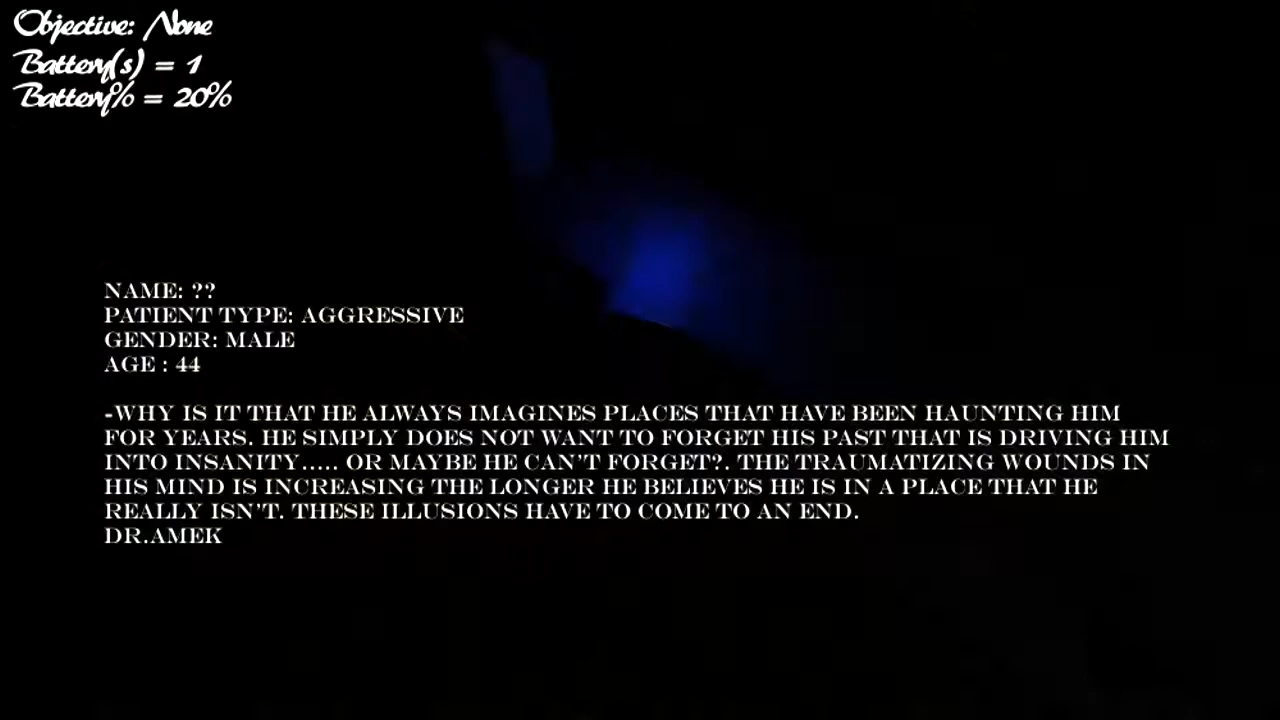 Objective: None
Battery(s) = 1
Battery% = 20%
NAME: ??
PATIENT TYPE: AGGRESSIVE
GENDER: MALE
AGE : 44
-WHY IS IT THAT HE ALWAYS IMAGINES PLACES THAT HAVE BEEN HAUNTING HIM
FOR YEARS. HE SIMPLY DOES NOT WANT TO FORGET HIS PAST THAT IS DRIVING HIM
INTO INSANITY..... OR MAYBE HE CAN'T FORGET?. THE TRAUMATIZING WOUNDS IN
HIS MIND IS INCREASING THE LONGER HE BELIEVES HE IS IN A PLACE THAT HE
REALLY ISN'T. THESE ILLUSIONS HAVE TO COME TO AN END.
DR.AMEK